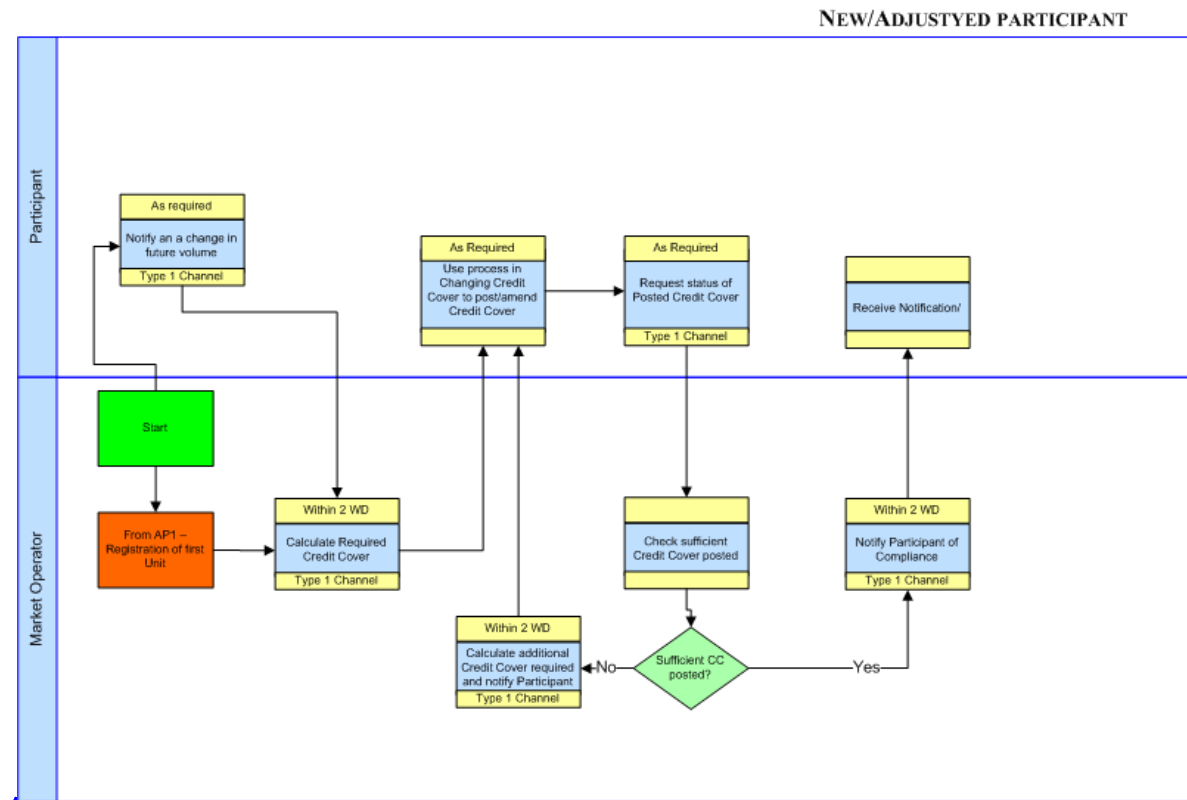 NEW/ADJUSTYED PARTICIPANT
Participant
As required
Notify an a change in
future volume
Type 1 Channel
As Required
Use process in
Changing Credit
Cover to post/amend
Credit Cover
As Required
Request status of
Posted Credit Cover
Type 1 Channel
Receive Notification/
Market Operator
Start
From AP1 –
Registration of first
Unit
Within 2 WD
Calculate Required
Credit Cover
Type 1 Channel
Check sufficient
Credit Cover posted
Within 2 WD
Notify Participant of
Compliance
Type 1 Channel
Within 2 WD
Calculate additional
Credit Cover required
and notify Participant
Type 1 Channel
No
Sufficient CC
posted?
Yes